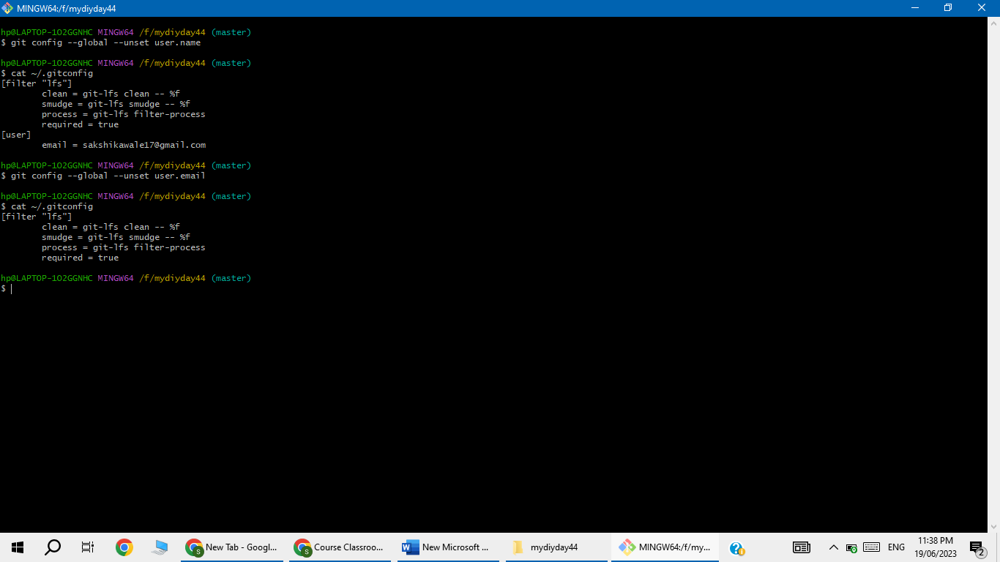 MINGW64:/f/mydiyday44
hp@LAPTOP-1O2GGNHC MINGW64 /f/mydiyday44 (master)
$ git config --global --unset user.name
hp@LAPTOP-1O2GGNHC MINGW64 /f/mydiyday44 (master)
$ cat ~/.gitconfig
[filter "lfs"]
        clean = git-lfs clean -- %f
        smudge = git-lfs smudge -- %f
        process = git-lfs filter-process
        required = true
[user]
        email = sakshikawale17@gmail.com
hp@LAPTOP-1O2GGNHC MINGW64 /f/mydiyday44 (master)
$ git config --global --unset user.email
hp@LAPTOP-1O2GGNHC MINGW64 /f/mydiyday44 (master)
$ cat ~/.gitconfig
[filter "lfs"]
        clean = git-lfs clean -- %f
        smudge = git-lfs smudge -- %f
        process = git-lfs filter-process
        required = true
hp@LAPTOP-1O2GGNHC MINGW64 /f/mydiyday44 (master)
$
S New Tab - Googl...
S Course Classroo...
W New Microsoft ...
mydiyday44
MINGW64:/f/my...
ENG
11:38 PM
19/06/2023
2